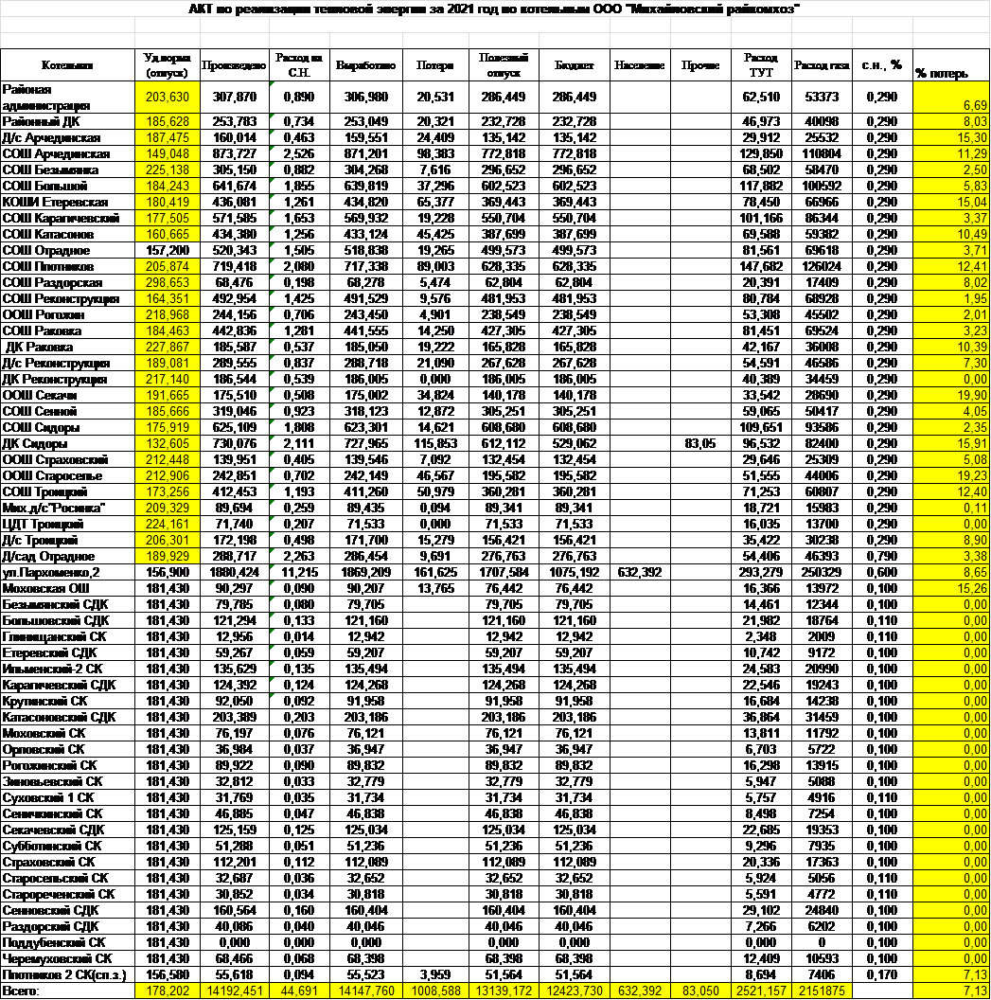 АКТ по реализации тепловой энергии за 2021 год по котельным ООО "Михайловский райкомхоз"
Котельная Уд.норма (отпуск) Произведено Расход на С.Н. Выработано Потери Полезный отпуск Бюджет Население Прочие Расход ТУТ Расход газа с.н., % % потерь
Районая администрация 203,630 307,870 0,890 306,980 20,531 286,449 286,449 62,510 53373 0,290 6,69
Районный ДК 185,628 253,783 0,734 253,049 20,321 232,728 232,728 46,973 40098 0,290 8,03
Д/с Арчединская 187,475 160,014 0,463 159,551 24,409 135,142 135,142 29,912 25532 0,290 15,30
СОШ Арчединская 149,048 873,727 2,526 871,201 98,383 772,818 772,818 129,850 110804 0,290 11,29
СОШ Безымянка 225,138 305,150 0,882 304,268 7,616 296,652 296,652 68,502 58470 0,290 2,50
СОШ Большой 184,243 641,674 1,855 639,819 37,296 602,523 602,523 117,882 100592 0,290 5,83
КОШИ Етеревская 180,419 436,081 1,261 434,820 65,377 369,443 369,443 78,450 66966 0,290 15,04
СОШ Карагичевский 177,505 571,585 1,653 569,932 19,228 550,704 550,704 101,166 86344 0,290 3,37
СОШ Катасонов 160,665 434,380 1,256 433,124 45,425 387,699 387,699 69,588 59382 0,290 10,49
СОШ Отрадное 157,200 520,343 1,505 518,838 19,265 499,573 499,573 81,561 69618 0,290 3,71
СОШ Плотников 205,874 719,418 2,080 717,338 89,003 628,335 628,335 147,682 126024 0,290 12,41
СОШ Раздорская 298,653 68,476 0,198 68,278 5,474 62,804 62,804 20,391 17409 0,290 8,02
СОШ Реконструкция 164,351 492,954 1,425 491,529 9,576 481,953 481,953 80,784 68928 0,290 1,95
ООШ Рогожин 218,968 244,156 0,706 243,450 4,901 238,549 238,549 53,308 45502 0,290 2,01
СОШ Раковка 184,463 442,836 1,281 441,555 14,250 427,305 427,305 81,451 69524 0,290 3,23
ДК Раковка 227,867 185,587 0,537 185,050 19,222 165,828 165,828 42,167 36008 0,290 10,39
Д/с Реконструкция 189,081 289,555 0,837 288,718 21,090 267,628 267,628 54,591 46586 0,290 7,30
ДК Реконструкция 217,140 186,544 0,539 186,005 0,000 186,005 186,005 40,389 34459 0,290 0,00
ООШ Секачи 191,665 175,510 0,508 175,002 34,824 140,178 140,178 33,542 28690 0,290 19,90
СОШ Сенной 185,666 319,046 0,923 318,123 12,872 305,251 305,251 59,065 50417 0,290 4,05
СОШ Сидоры 175,919 625,109 1,808 623,301 14,621 608,680 608,680 109,651 93586 0,290 2,35
ДК Сидоры 132,605 730,076 2,111 727,965 115,853 612,112 529,062 83,05 96,532 82400 0,290 15,91
ООШ Страховский 212,448 139,951 0,405 139,546 7,092 132,454 132,454 29,646 25309 0,290 5,08
ООШ Староселье 212,906 242,851 0,702 242,149 46,567 195,582 195,582 51,555 44006 0,290 19,23
СОШ Троицкий 173,256 412,453 1,193 411,260 50,979 360,281 360,281 71,253 60807 0,290 12,40
Мих.д/с"Росинка" 209,329 89,694 0,259 89,435 0,094 89,341 89,341 18,721 15983 0,290 0,11
ЦДТ Троицкий 224,161 71,740 0,207 71,533 0,000 71,533 71,533 16,035 13700 0,290 0,00
Д/с Троицкий 206,301 172,198 0,498 171,700 15,279 156,421 156,421 35,422 30238 0,290 8,90
Д/сад Отрадное 189,929 288,717 2,263 286,454 9,691 276,763 276,763 54,406 46393 0,790 3,38
ул.Пархоменко,2 156,900 1880,424 11,215 1869,209 161,625 1707,584 1075,192 632,392 293,279 250329 0,600 8,65
Моховская ОШ 181,430 90,297 0,090 90,207 13,765 76,442 76,442 16,366 13972 0,100 15,26
Безымянский СДК 181,430 79,785 0,080 79,705 79,705 79,705 14,461 12344 0,100 0,00
Большовский СДК 181,430 121,294 0,133 121,160 121,160 121,160 21,982 18764 0,110 0,00
Глинищанский СК 181,430 12,956 0,014 12,942 12,942 12,942 2,348 2009 0,110 0,00
Етеревский СДК 181,430 59,267 0,059 59,207 59,207 59,207 10,742 9172 0,100 0,00
Ильменский-2 СК 181,430 135,629 0,135 135,494 135,494 135,494 24,583 20990 0,100 0,00
Карагичевский СДК 181,430 124,392 0,124 124,268 124,268 124,268 22,546 19243 0,100 0,00
Крутинский СК 181,430 92,050 0,092 91,958 91,958 91,958 16,684 14238 0,100 0,00
Катасоновский СДК 181,430 203,389 0,203 203,186 203,186 203,186 36,864 31459 0,100 0,00
Моховский СК 181,430 76,197 0,076 76,121 76,121 76,121 13,811 11792 0,100 0,00
Орловский СК 181,430 36,984 0,037 36,947 36,947 36,947 6,703 5722 0,100 0,00
Рогожинский СК 181,430 89,922 0,090 89,832 89,832 89,832 16,298 13915 0,100 0,00
Зиновьевский СК 181,430 32,812 0,033 32,779 32,779 32,779 5,947 5088 0,100 0,00
Суховский 1 СК 181,430 31,769 0,035 31,734 31,734 31,734 5,757 4916 0,110 0,00
Сеничкинский СК 181,430 46,885 0,047 46,838 46,838 46,838 8,498 7254 0,100 0,00
Секачевский СДК 181,430 125,159 0,125 125,034 125,034 125,034 22,685 19353 0,100 0,00
Субботинский СК 181,430 51,288 0,051 51,236 51,236 51,236 9,296 7935 0,100 0,00
Страховский СК 181,430 112,201 0,112 112,089 112,089 112,089 20,336 17363 0,100 0,00
Старосельский СК 181,430 32,687 0,036 32,652 32,652 32,652 5,924 5056 0,110 0,00
Старореченский СК 181,430 30,852 0,034 30,818 30,818 30,818 5,591 4772 0,110 0,00
Сенновский СДК 181,430 160,564 0,160 160,404 160,404 160,404 29,102 24840 0,100 0,00
Раздорский СДК 181,430 40,086 0,040 40,046 40,046 40,046 7,266 6202 0,100 0,00
Поддубенский СК 181,430 0,000 0,000 0,000 0,000 0,000 0,000 0 0,100 0,00
Черемуховский СК 181,430 68,466 0,068 68,398 68,398 68,398 12,409 10593 0,100 0,00
Плотников 2 СК(сп.з.) 156,580 55,618 0,094 55,523 3,959 51,564 51,564 8,694 7406 0,170 7,13
Всего: 178,202 14192,451 44,691 14147,760 1008,588 13139,172 12423,730 632,392 83,050 2521,157 2151875 7,13